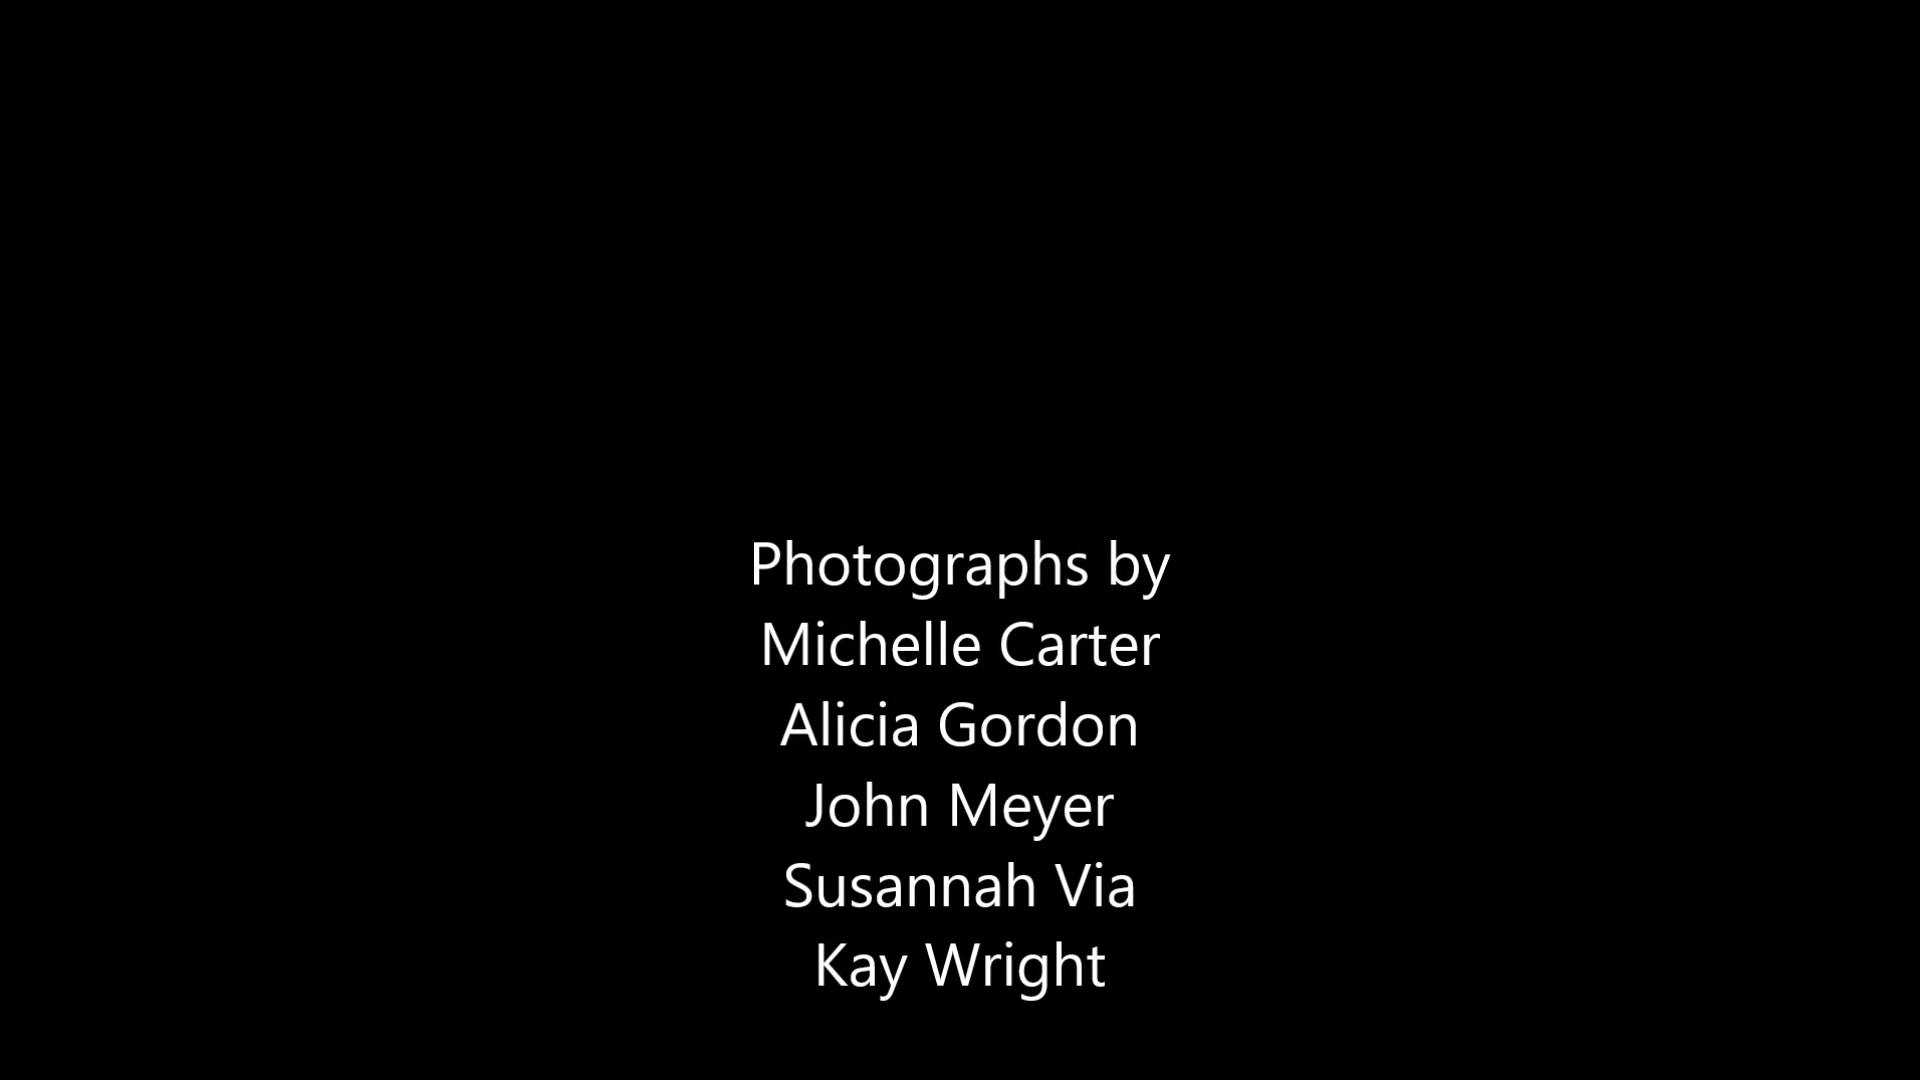 Photographs by
Michelle Carter
Alicia Gordon
John Meyer
Susannah Via
Kay Wright